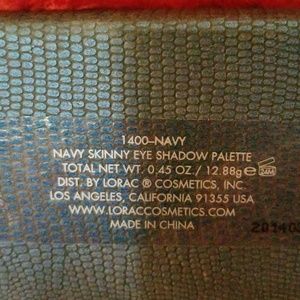 1400–NAVY
NAVY SKINNY EYE SHADOW PALETTE
TOTAL NET WT. 0.45 OZ. / 12.88g e 24M
DIST. BY LORAC ® COSMETICS, INC.
LOS ANGELES, CALIFORNIA 91355 USA
WWW.LORACCOSMETICS.COM
MADE IN CHINA